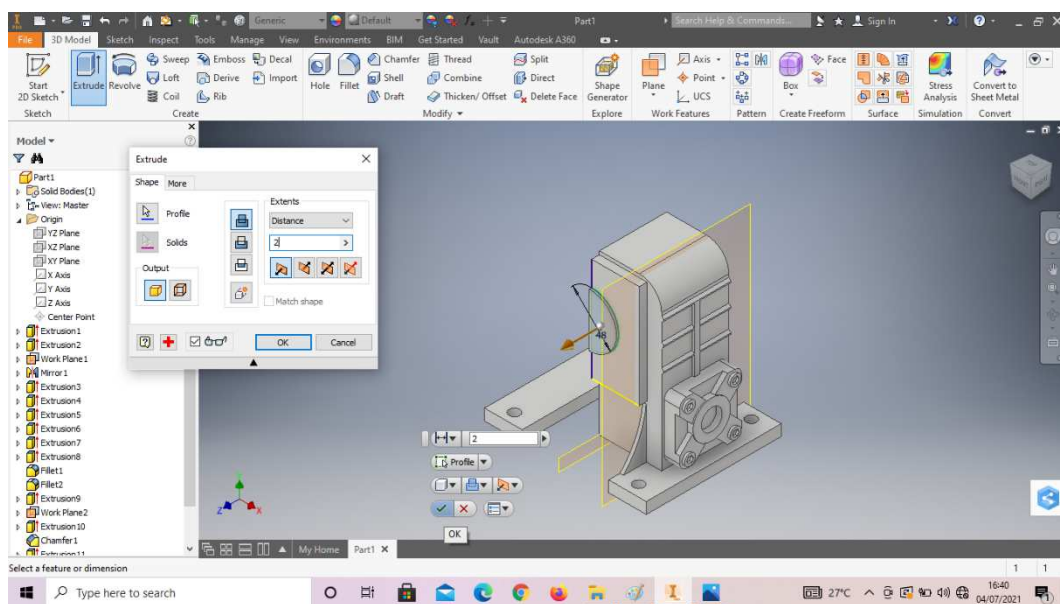 Generic
Default
Part1
Search Help & Commands...
Sign In
File 3D Model Sketch Inspect Tools Manage View Environments BIM Get Started Vault Autodesk A360
Start 2D Sketch
Extrude
Revolve
Sweep Emboss Decal
Loft Derive Import
Coil Rib
Hole
Fillet
Chamfer Thread Split
Shell Combine Direct
Draft Thicken/ Offset Delete Face
Shape Generator
Plane
Axis
Point
UCS
Box
Face
Stress Analysis
Convert to Sheet Metal
Sketch Create Modify Explore Work Features Pattern Create Freeform Surface Simulation Convert
Model
Part1
Solid Bodies(1)
View: Master
Origin
YZ Plane
XZ Plane
XY Plane
X Axis
Y Axis
Z Axis
Center Point
Extrusion1
Extrusion2
Work Plane1
Mirror1
Extrusion3
Extrusion4
Extrusion5
Extrusion6
Extrusion7
Extrusion8
Fillet1
Fillet2
Extrusion9
Work Plane2
Extrusion10
Chamfer1
Extrusion11
Extrude
Shape More
Profile
Solids
Output
Extents
Distance
2
Match shape
OK
Cancel
48
2
Profile
OK
Z
X
My Home
Part1
Select a feature or dimension
1 1
Type here to search
27°C
16:40
04/07/2021